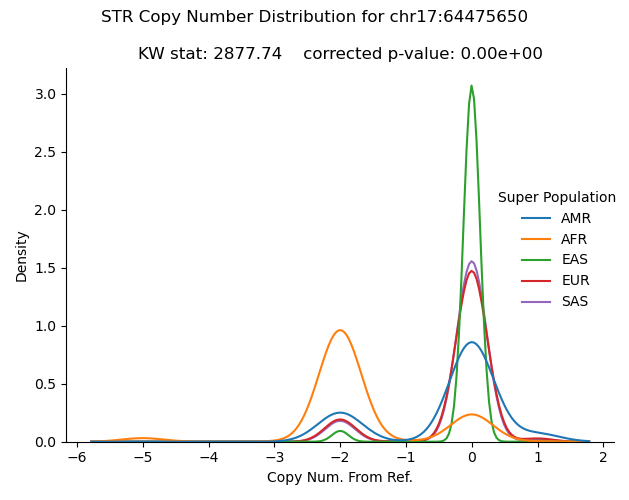 STR Copy Number Distribution for chr17:64475650
KW stat: 2877.74    corrected p-value: 0.00e+00
3.0
2.5
2.0
1.5
1.0
0.5
0.0
Density
Super Population
AMR
AFR
EAS
EUR
SAS
−6 −5 −4 −3 −2 −1 0 1 2
Copy Num. From Ref.